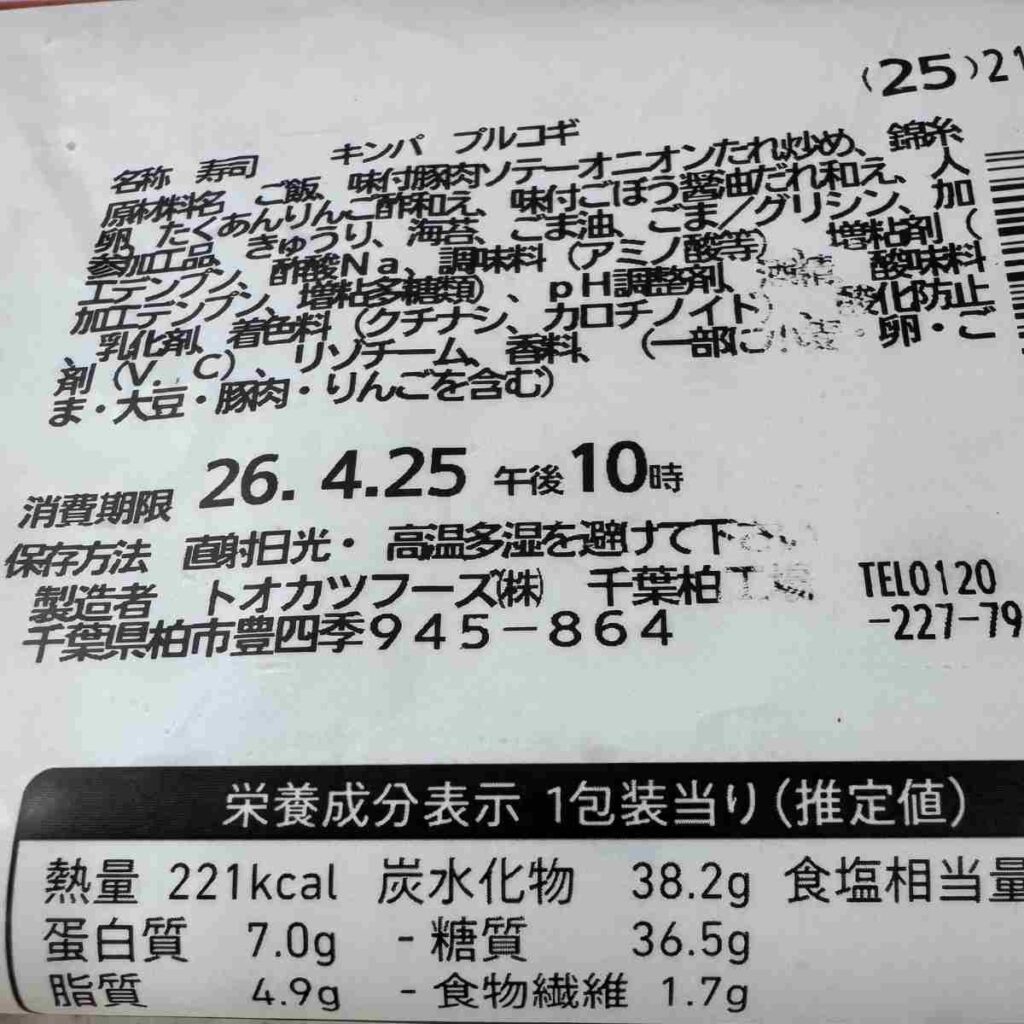 (25)21
名称 寿司 キンパ プルコギ
原材料名 ご飯、味付豚肉ソテーオニオンたれ炒め、錦糸
卵、たくあんりんご酢和え、味付ごほう醤油だれ和え、人
参加工品、きゅうり、海苔、ごま油、ごま/グリシン、加
工デンプン、酢酸Na、調味料(アミノ酸等)、増粘剤(
加工デンプン、増粘多糖類)、pH調整剤、酸味料
、乳化剤、着色料(クチナシ、カロチノイド)、酸化防止
剤(V.C)、リゾチーム、香料、(一部に小麦・卵・ご
ま・大豆・豚肉・りんごを含む)
消費期限 26. 4.25 午後10時
保存方法 直射日光・高温多湿を避けて下さい
製造者 トオカツフーズ(株) 千葉柏工場 TEL0120
千葉県柏市豊四季945-864 -227-79
栄養成分表示 1包装当り(推定値)
熱量 221kcal 炭水化物 38.2g 食塩相当量
蛋白質 7.0g -糖質 36.5g
脂質 4.9g -食物繊維 1.7g